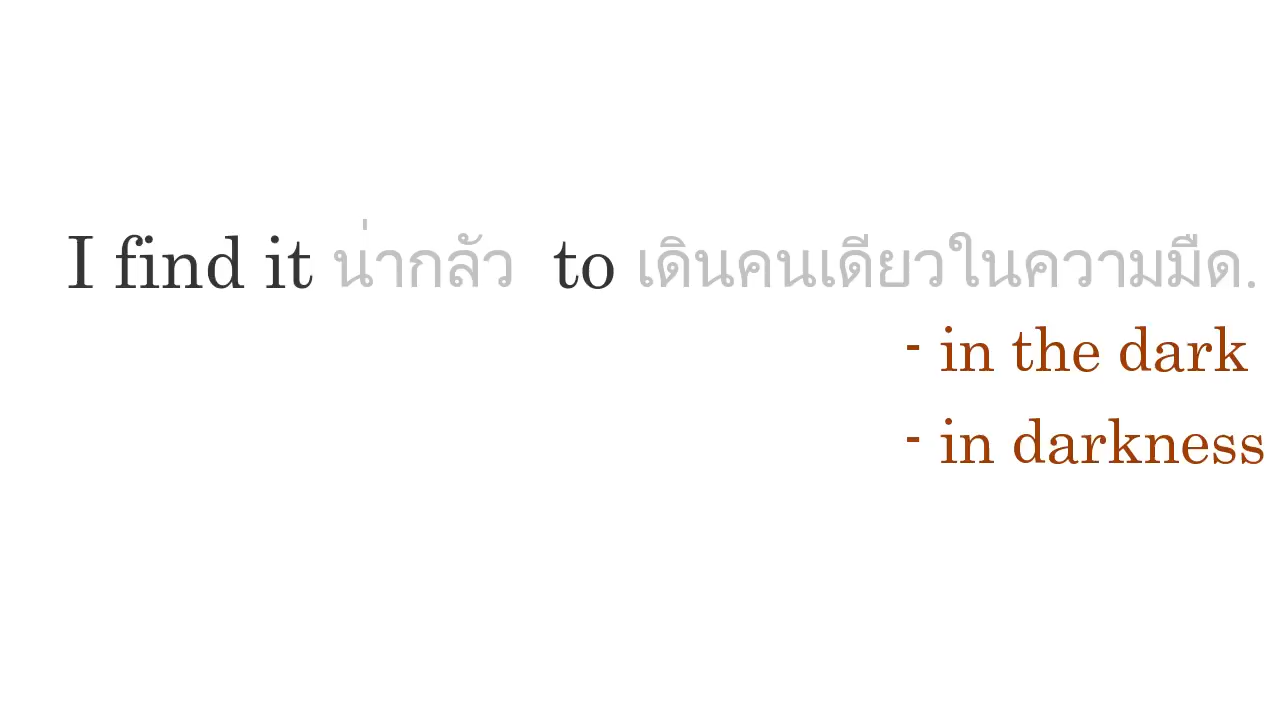 I find it น่ากลัว to เดินคนเดียวในความมืด.
- in the dark
- in darkness